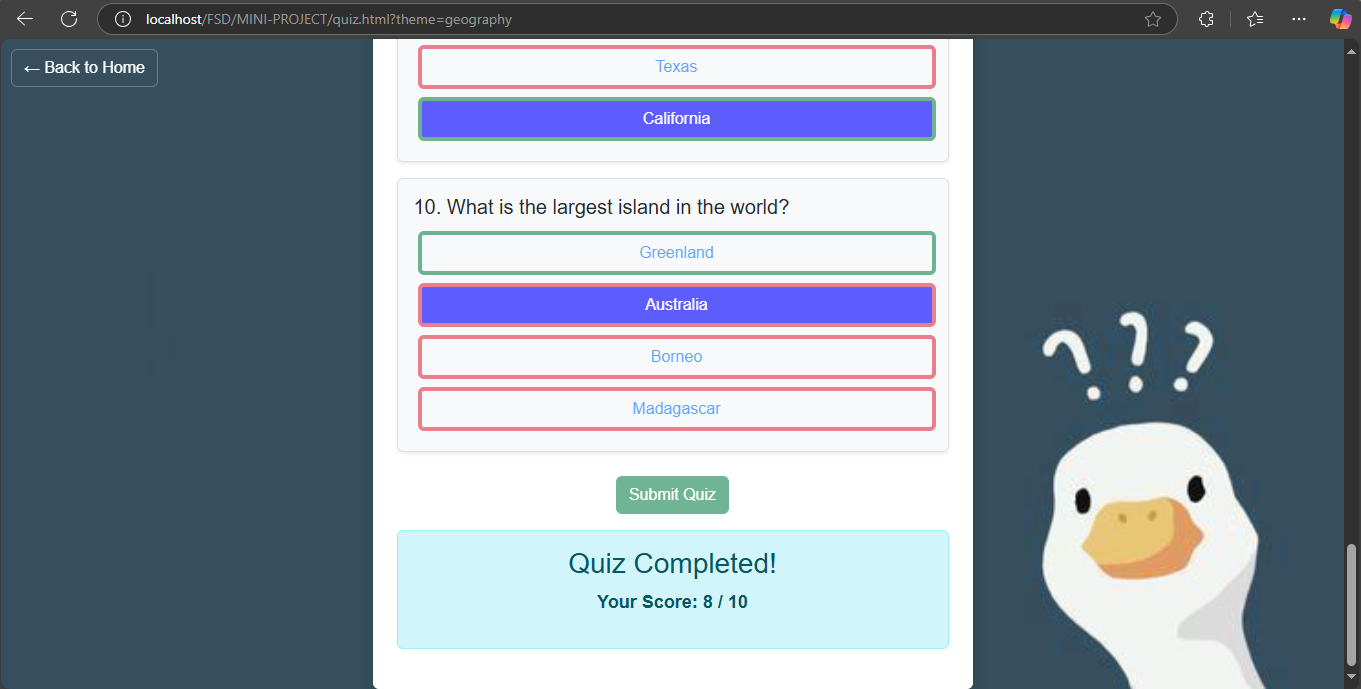 localhost/FSD/MINI-PROJECT/quiz.html?theme=geography
← Back to Home
Texas
California
10. What is the largest island in the world?
Greenland
Australia
Borneo
Madagascar
Submit Quiz
Quiz Completed!
Your Score: 8 / 10
???